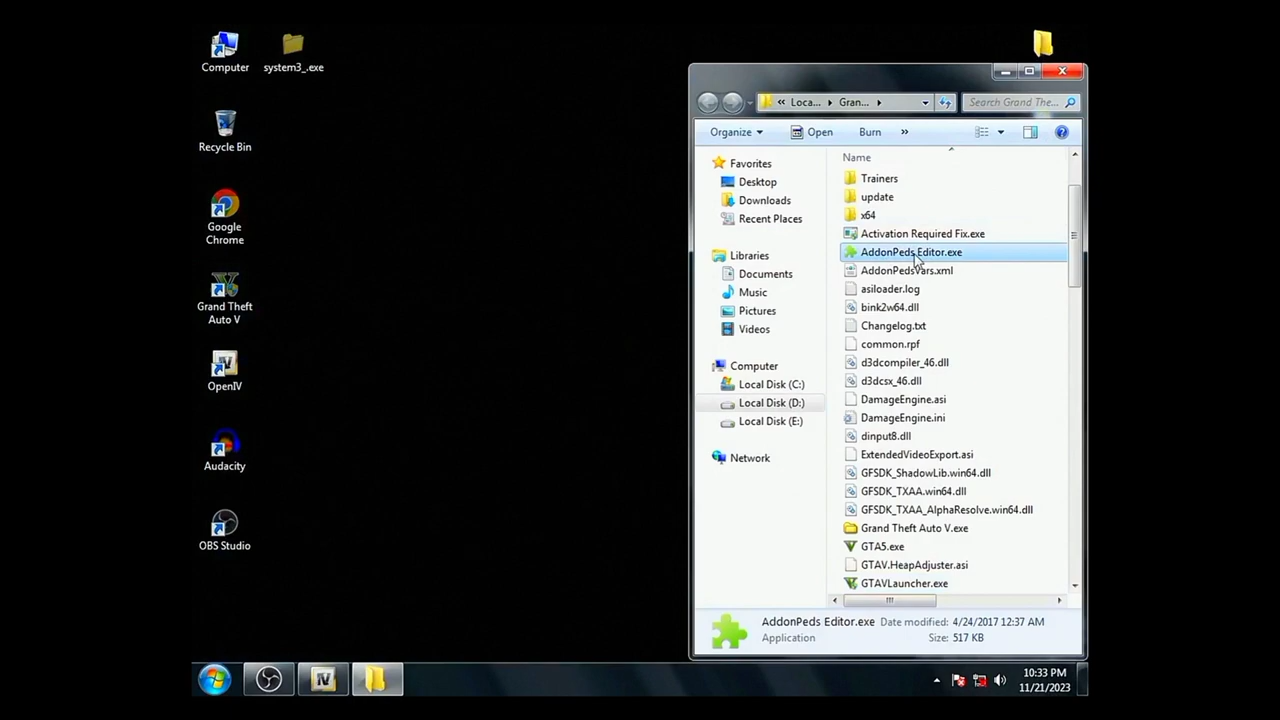 Computer
system3_.exe
Recycle Bin
Google
Chrome
Grand Theft
Auto V
OpenIV
Audacity
OBS Studio
« Loca... Gran...
Search Grand The...
Organize Open Burn »
Favorites
Desktop
Downloads
Recent Places
Libraries
Documents
Music
Pictures
Videos
Computer
Local Disk (C:)
Local Disk (D:)
Local Disk (E:)
Network
Name
Trainers
update
x64
Activation Required Fix.exe
AddonPeds Editor.exe
AddonPedsVars.xml
asiloader.log
bink2w64.dll
Changelog.txt
common.rpf
d3dcompiler_46.dll
d3dcsx_46.dll
DamageEngine.asi
DamageEngine.ini
dinput8.dll
ExtendedVideoExport.asi
GFSDK_ShadowLib.win64.dll
GFSDK_TXAA.win64.dll
GFSDK_TXAA_AlphaResolve.win64.dll
Grand Theft Auto V.exe
GTA5.exe
GTAV.HeapAdjuster.asi
GTAVLauncher.exe
AddonPeds Editor.exe Date modified: 4/24/2017 12:37 AM
Application Size: 517 KB
IV
10:33 PM
11/21/2023